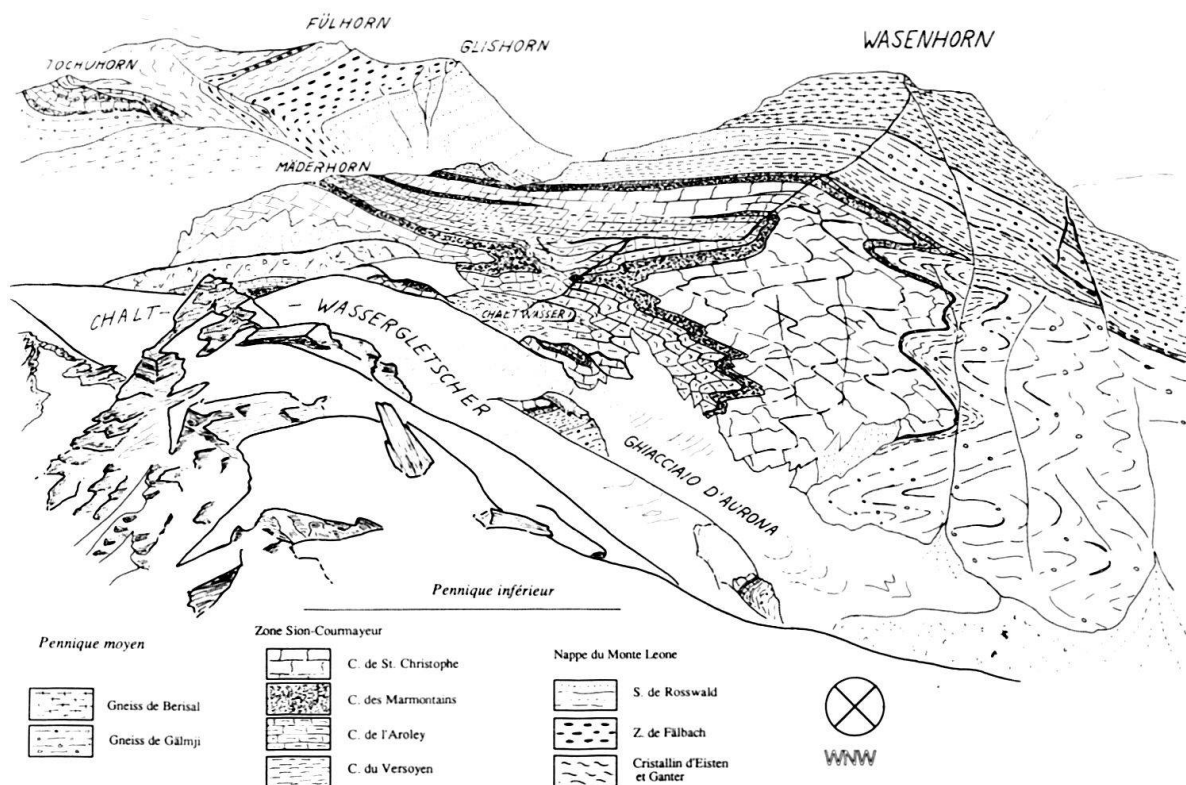 FÜLHORN
GLISHORN
WASENHORN
TOCHUHORN
MÄDERHORN
CHALT-
WASSERGLETSCHER
CHALTWASSER
GHIACCIAIO D'AURONA
Pennique inférieur
Pennique moyen
Gneiss de Berisal
Gneiss de Gälmji
Zone Sion-Courmayeur
C. de St. Christophe
C. des Marmontains
C. de l'Aroley
C. du Versoyen
Nappe du Monte Leone
S. de Rosswald
Z. de Fälbach
Cristallin d'Eisten
et Ganter
WNW